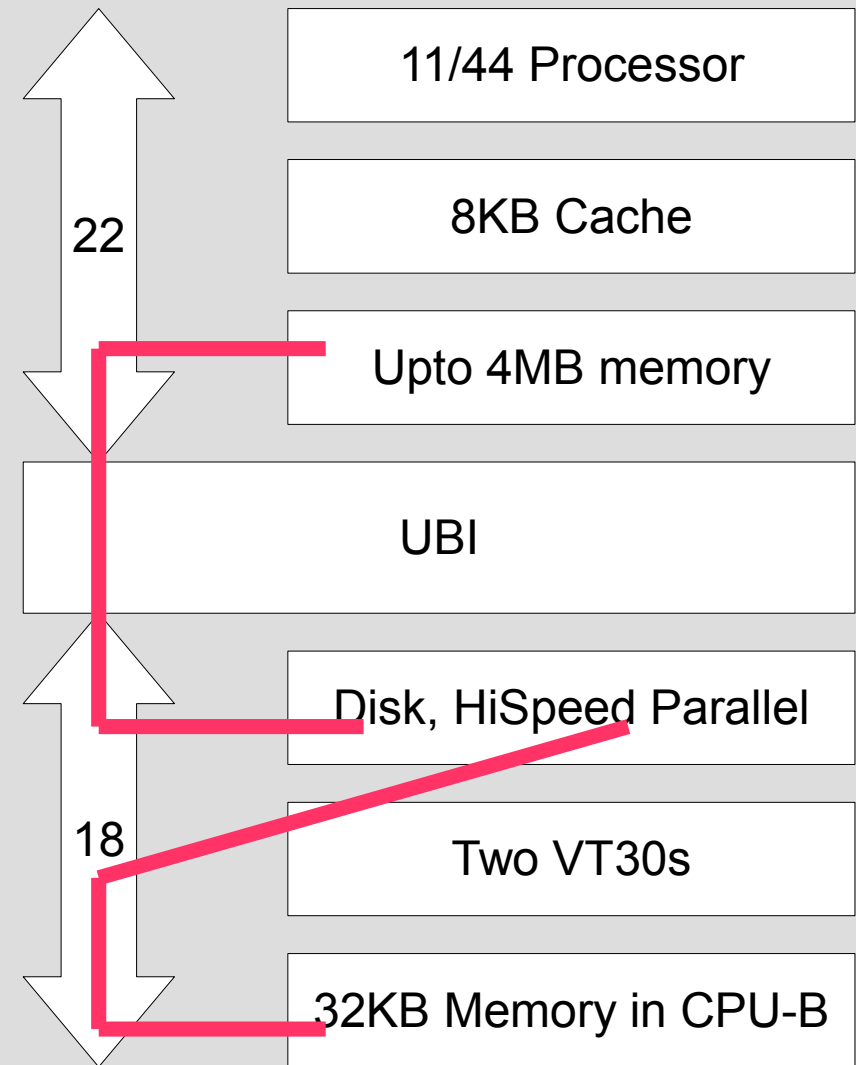 11/44 Processor
8KB Cache
22
Upto 4MB memory
UBI
Disk, HiSpeed Parallel
18
Two VT30s
32KB Memory in CPU-B